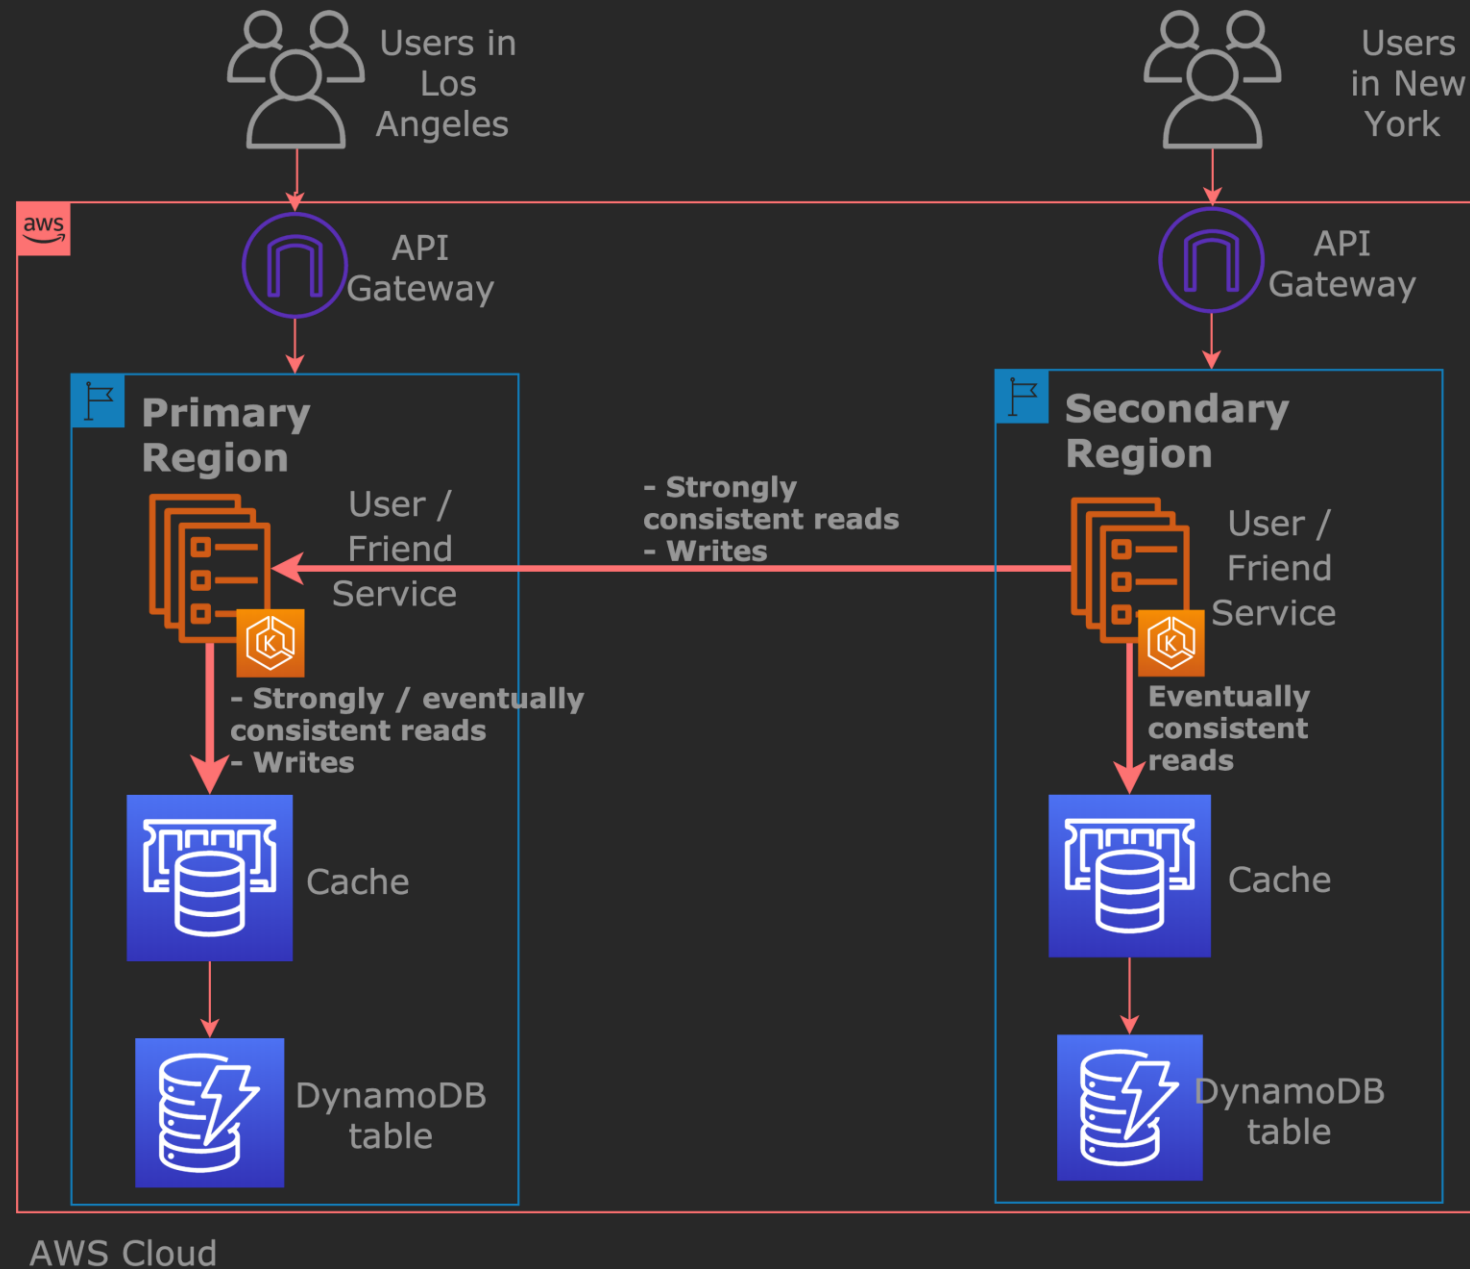 Users in
Los
Angeles
Users
in New
York
aws
API
Gateway
API
Gateway
Primary
Region
Secondary
Region
User /
Friend
Service
- Strongly
consistent reads
- Writes
User /
Friend
Service
K
K
- Strongly / eventually
consistent reads
- Writes
Eventually
consistent
reads
Cache
Cache
DynamoDB
table
DynamoDB
table
AWS Cloud